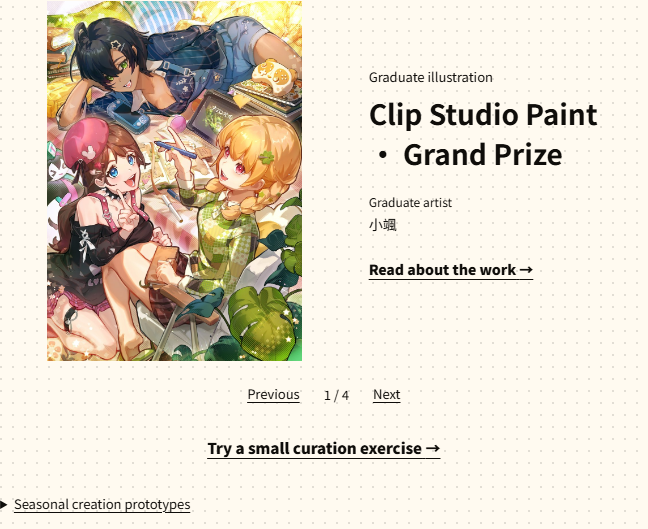 Graduate illustration
Clip Studio Paint
・ Grand Prize
Graduate artist
小颯
Read about the work →
Previous 1 / 4 Next
Try a small curation exercise →
Seasonal creation prototypes